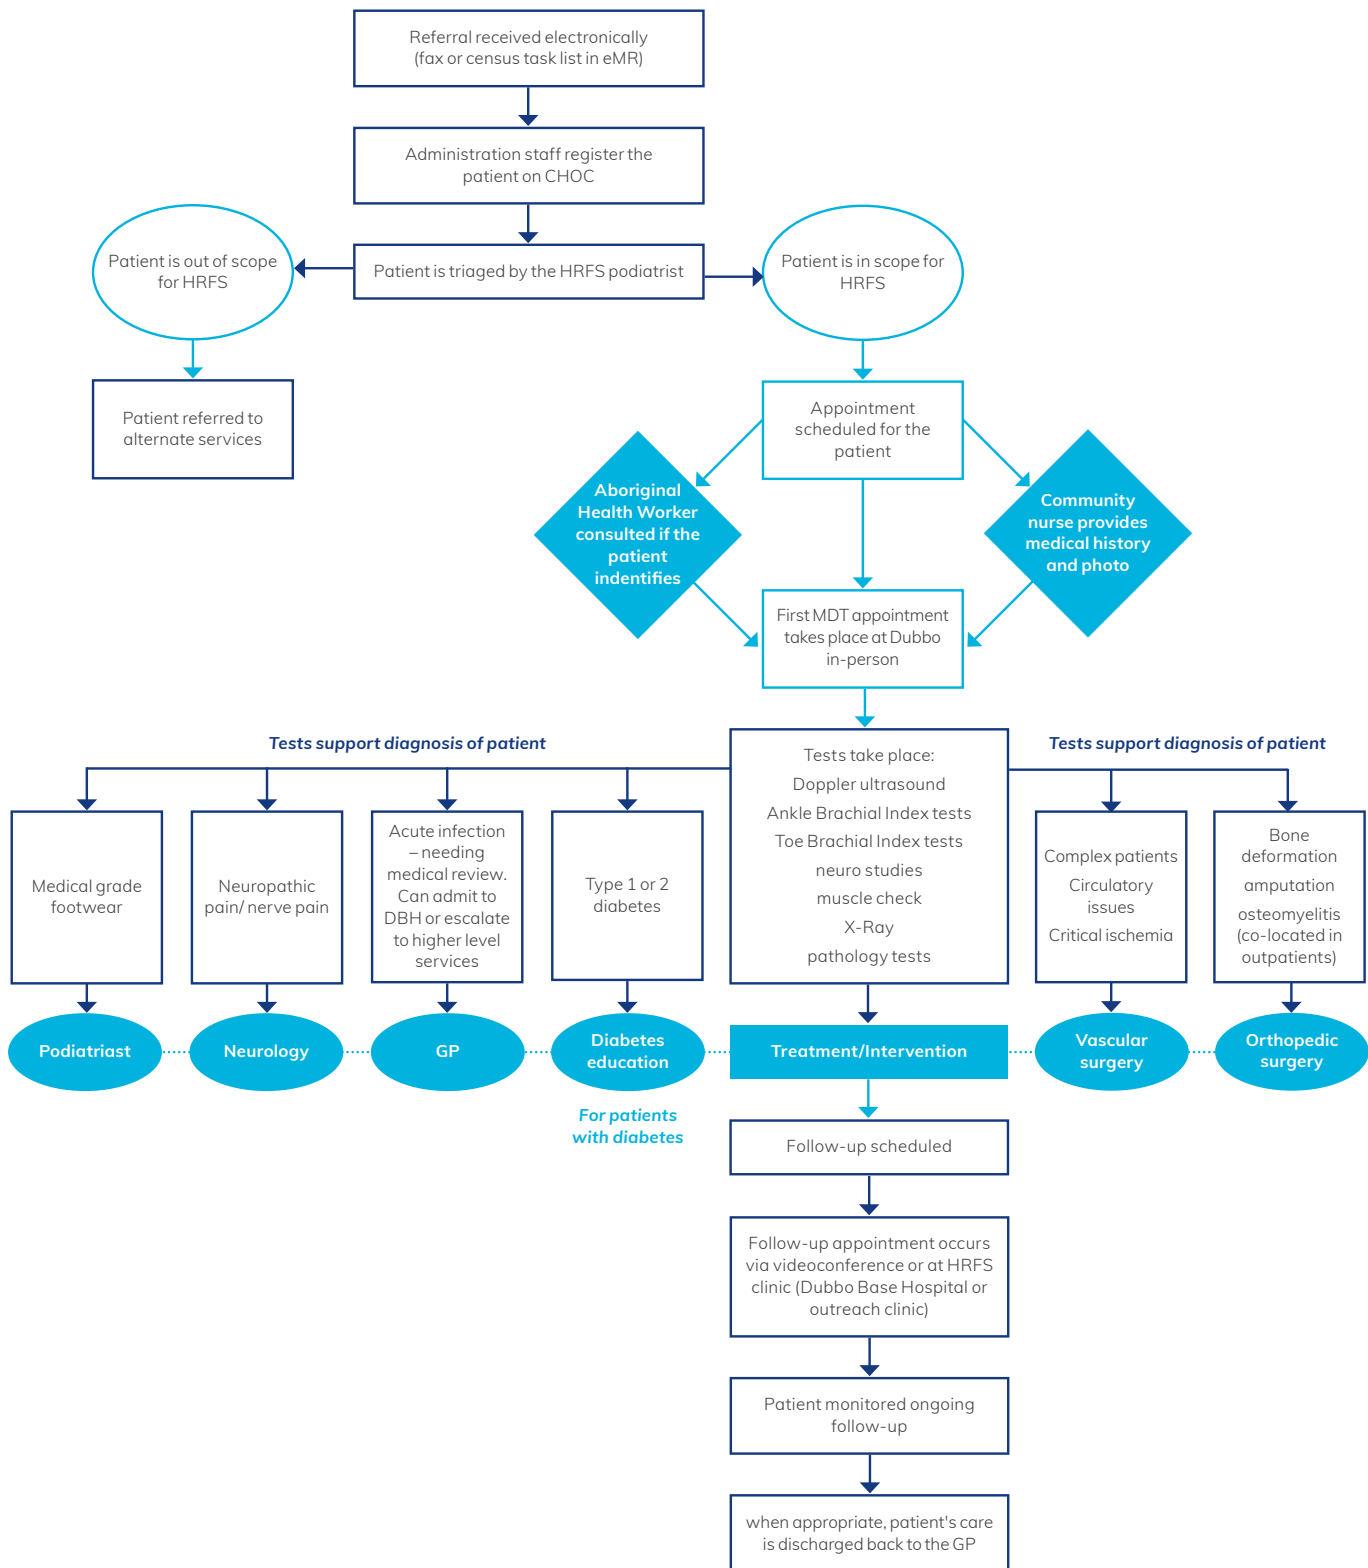 Referral received electronically
(fax or census task list in eMR)
Administration staff register the
patient on CHOC
Patient is triaged by the HRFS podiatrist
Patient is out of scope
for HRFS
Patient is in scope for
HRFS
Patient referred to
alternate services
Appointment
scheduled for the
patient
Aboriginal
Health Worker
consulted if the
patient
indentifies
Community
nurse provides
medical history
and photo
First MDT appointment
takes place at Dubbo
in-person
Tests support diagnosis of patient
Tests support diagnosis of patient
Tests take place:
Doppler ultrasound
Ankle Brachial Index tests
Toe Brachial Index tests
neuro studies
muscle check
X-Ray
pathology tests
Medical grade
footwear
Neuropathic
pain/ nerve pain
Acute infection
– needing
medical review.
Can admit to
DBH or escalate
to higher level
services
Type 1 or 2
diabetes
Complex patients
Circulatory
issues
Critical ischemia
Bone
deformation
amputation
osteomyelitis
(co-located in
outpatients)
Podiatriast
Neurology
GP
Diabetes
education
Treatment/Intervention
Vascular
surgery
Orthopedic
surgery
For patients
with diabetes
Follow-up scheduled
Follow-up appointment occurs
via videoconference or at HRFS
clinic (Dubbo Base Hospital or
outreach clinic)
Patient monitored ongoing
follow-up
when appropriate, patient's care
is discharged back to the GP